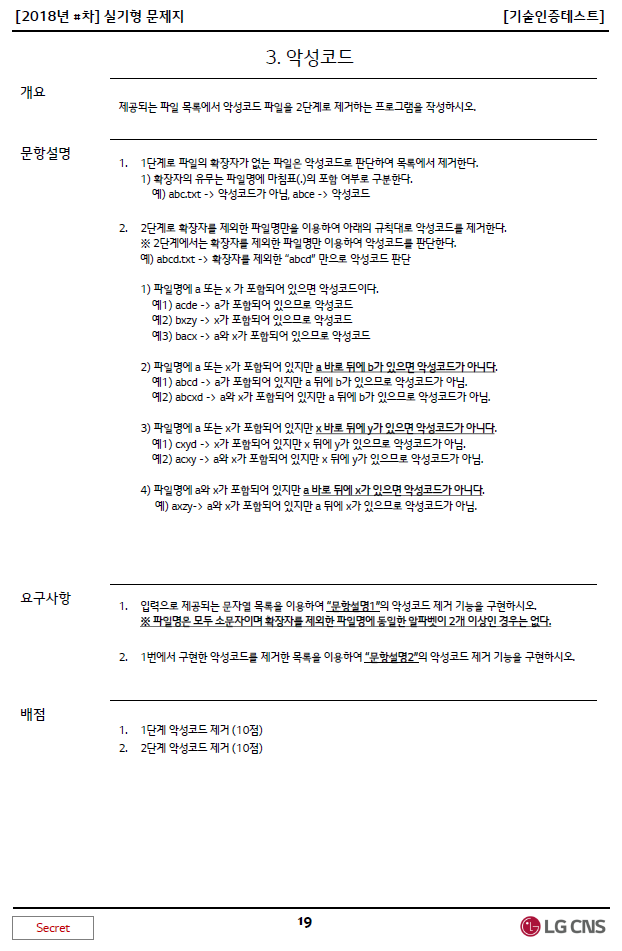 [2018년 #차] 실기형 문제지
[기술인증테스트]
3. 악성코드
개요
제공되는 파일 목록에서 악성코드 파일을 2단계로 제거하는 프로그램을 작성하시오.
문항설명
1. 1단계로 파일의 확장자가 없는 파일은 악성코드로 판단하여 목록에서 제거한다.
1) 확장자의 유무는 파일명에 마침표(.)의 포함 여부로 구분한다.
예) abc.txt -> 악성코드가 아님, abce -> 악성코드
2. 2단계로 확장자를 제외한 파일명만을 이용하여 아래의 규칙대로 악성코드를 제거한다.
※ 2단계에서는 확장자를 제외한 파일명만 이용하여 악성코드를 판단한다.
예) abcd.txt -> 확장자를 제외한 “abcd” 만으로 악성코드 판단
1) 파일명에 a 또는 x 가 포함되어 있으면 악성코드이다.
예1) acde -> a가 포함되어 있으므로 악성코드
예2) bxzy -> x가 포함되어 있으므로 악성코드
예3) bacx -> a와 x가 포함되어 있으므로 악성코드
2) 파일명에 a 또는 x가 포함되어 있지만 a 바로 뒤에 b가 있으면 악성코드가 아니다.
예1) abcd -> a가 포함되어 있지만 a 뒤에 b가 있으므로 악성코드가 아님.
예2) abcxd -> a와 x가 포함되어 있지만 a 뒤에 b가 있으므로 악성코드가 아님.
3) 파일명에 a 또는 x가 포함되어 있지만 x 바로 뒤에 y가 있으면 악성코드가 아니다.
예1) cxyd -> x가 포함되어 있지만 x 뒤에 y가 있으므로 악성코드가 아님.
예2) acxy -> a와 x가 포함되어 있지만 x 뒤에 y가 있으므로 악성코드가 아님.
4) 파일명에 a와 x가 포함되어 있지만 a 바로 뒤에 x가 있으면 악성코드가 아니다.
예) axzy-> a와 x가 포함되어 있지만 a 뒤에 x가 있으므로 악성코드가 아님.
요구사항
1. 입력으로 제공되는 문자열 목록을 이용하여 “문항설명1”의 악성코드 제거 기능을 구현하시오.
※ 파일명은 모두 소문자이며 확장자를 제외한 파일명에 동일한 알파벳이 2개 이상인 경우는 없다.
2. 1번에서 구현한 악성코드를 제거한 목록을 이용하여 “문항설명2”의 악성코드 제거 기능을 구현하시오.
배점
1. 1단계 악성코드 제거 (10점)
2. 2단계 악성코드 제거 (10점)
Secret
19
LG CNS